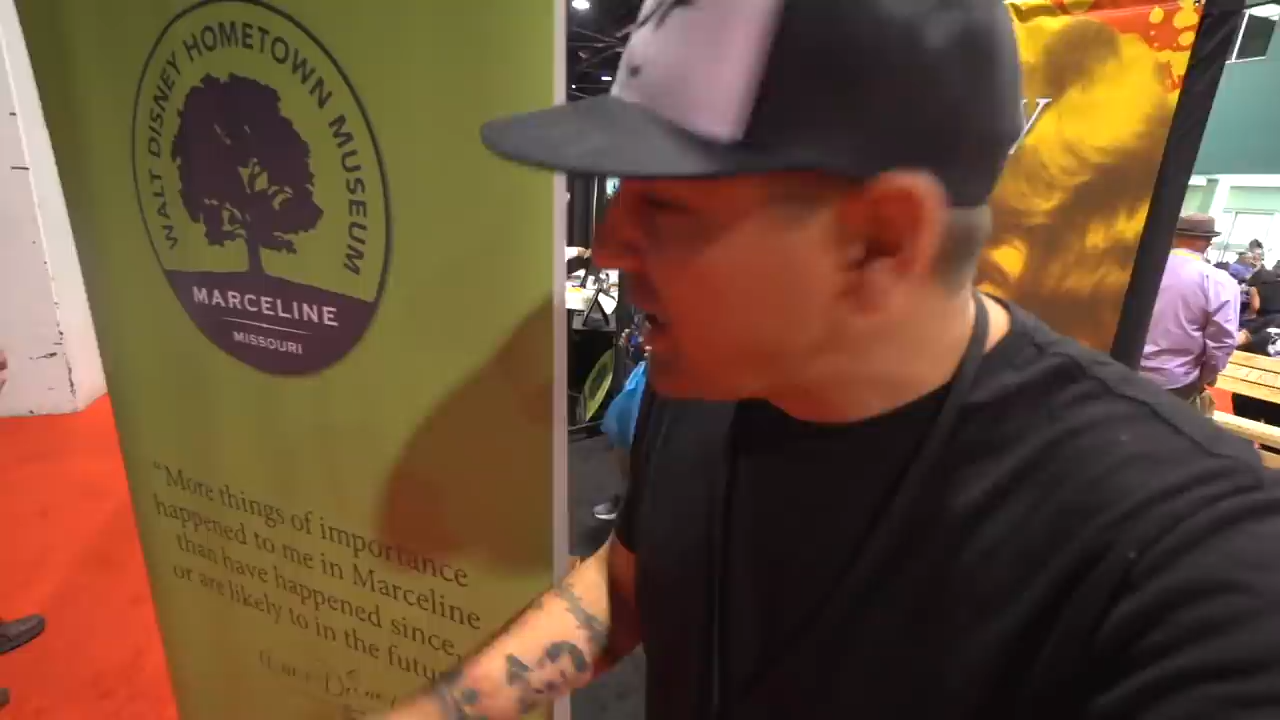 WALT DISNEY HOMETOWN MUSEUM
MARCELINE
MISSOURI
"More things of importance
happened to me in Marceline
than have happened since,
or are likely to in the futu